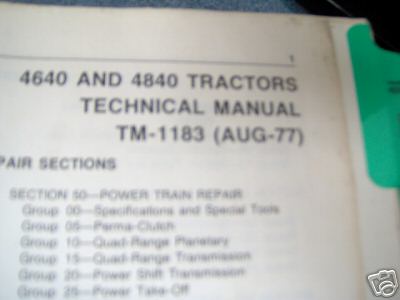 1
4640 AND 4840 TRACTORS
TECHNICAL MANUAL
TM-1183 (AUG-77)
PAIR SECTIONS
SECTION 50—POWER TRAIN REPAIR
Group 00—Specifications and Special Tools
Group 05—Perma-Clutch
Group 10—Quad-Range Planetary
Group 15—Quad-Range Transmission
Group 20—Power Shift Transmission
Group 25—Power Take-Off